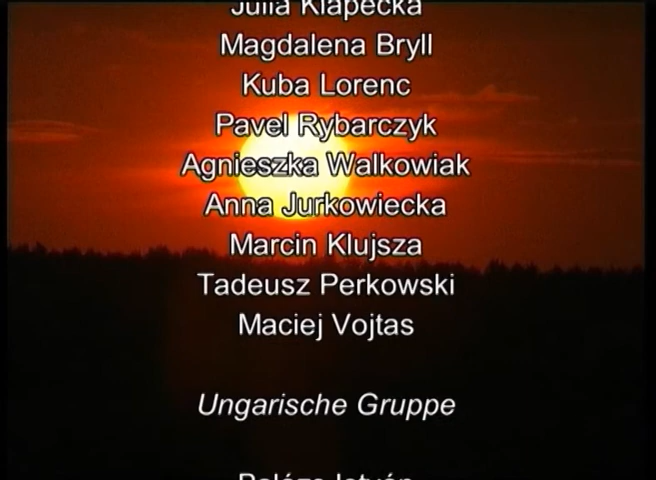 Julia Klapecka
Magdalena Bryll
Kuba Lorenc
Pavel Rybarczyk
Agnieszka Walkowiak
Anna Jurkowiecka
Marcin Klujsza
Tadeusz Perkowski
Maciej Vojtas
Ungarische Gruppe